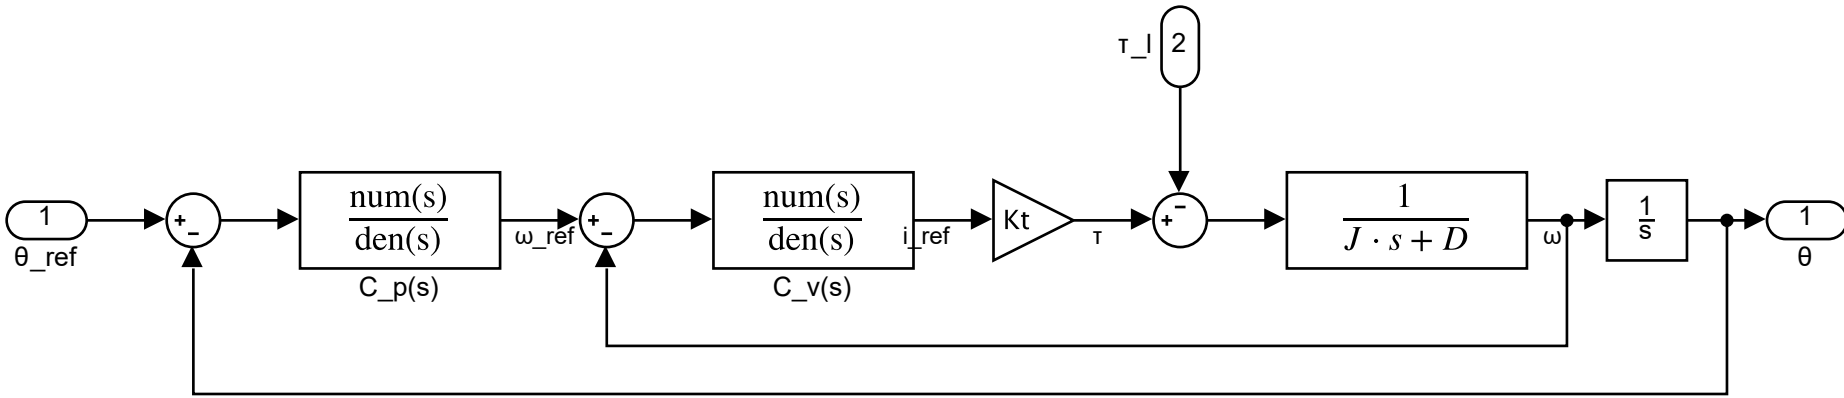 τ_l
2
1
θ_ref
+
−
num(s)
den(s)
C_p(s)
ω_ref
+
−
num(s)
den(s)
C_v(s)
i_ref
Kt
τ
−
+
1
J · s + D
ω
1
s
1
θ